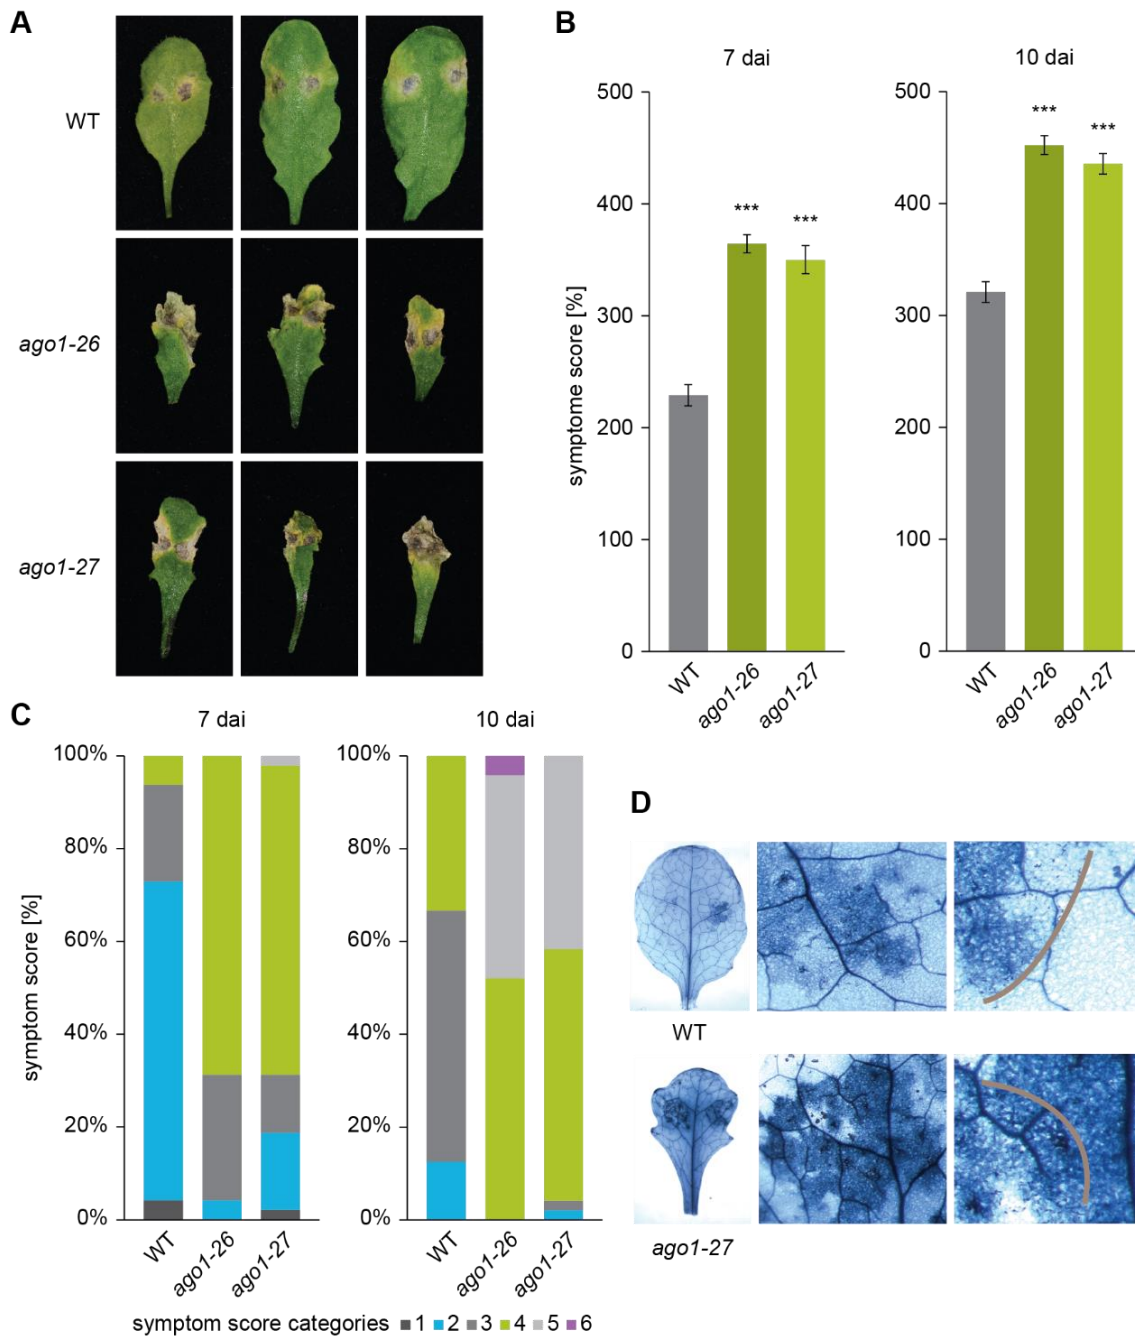 A
WT
ago1-26
ago1-27
B
7 dai
10 dai
symptome score [%]
500
400
300
200
100
0
***
***
WT
ago1-26
ago1-27
500
400
300
200
100
0
***
***
WT
ago1-26
ago1-27
C
7 dai
10 dai
symptom score [%]
100%
80%
60%
40%
20%
0%
WT
ago1-26
ago1-27
100%
80%
60%
40%
20%
0%
WT
ago1-26
ago1-27
symptom score categories 1 2 3 4 5 6
D
WT
ago1-27